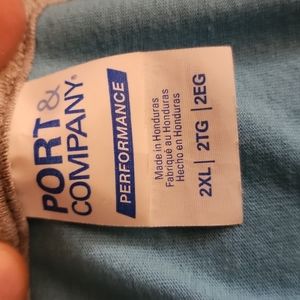 PORT &
COMPANY®
PERFORMANCE
Made in Honduras
Fabriqué au Honduras
Hecho en Honduras
2XL | 2TG | 2EG